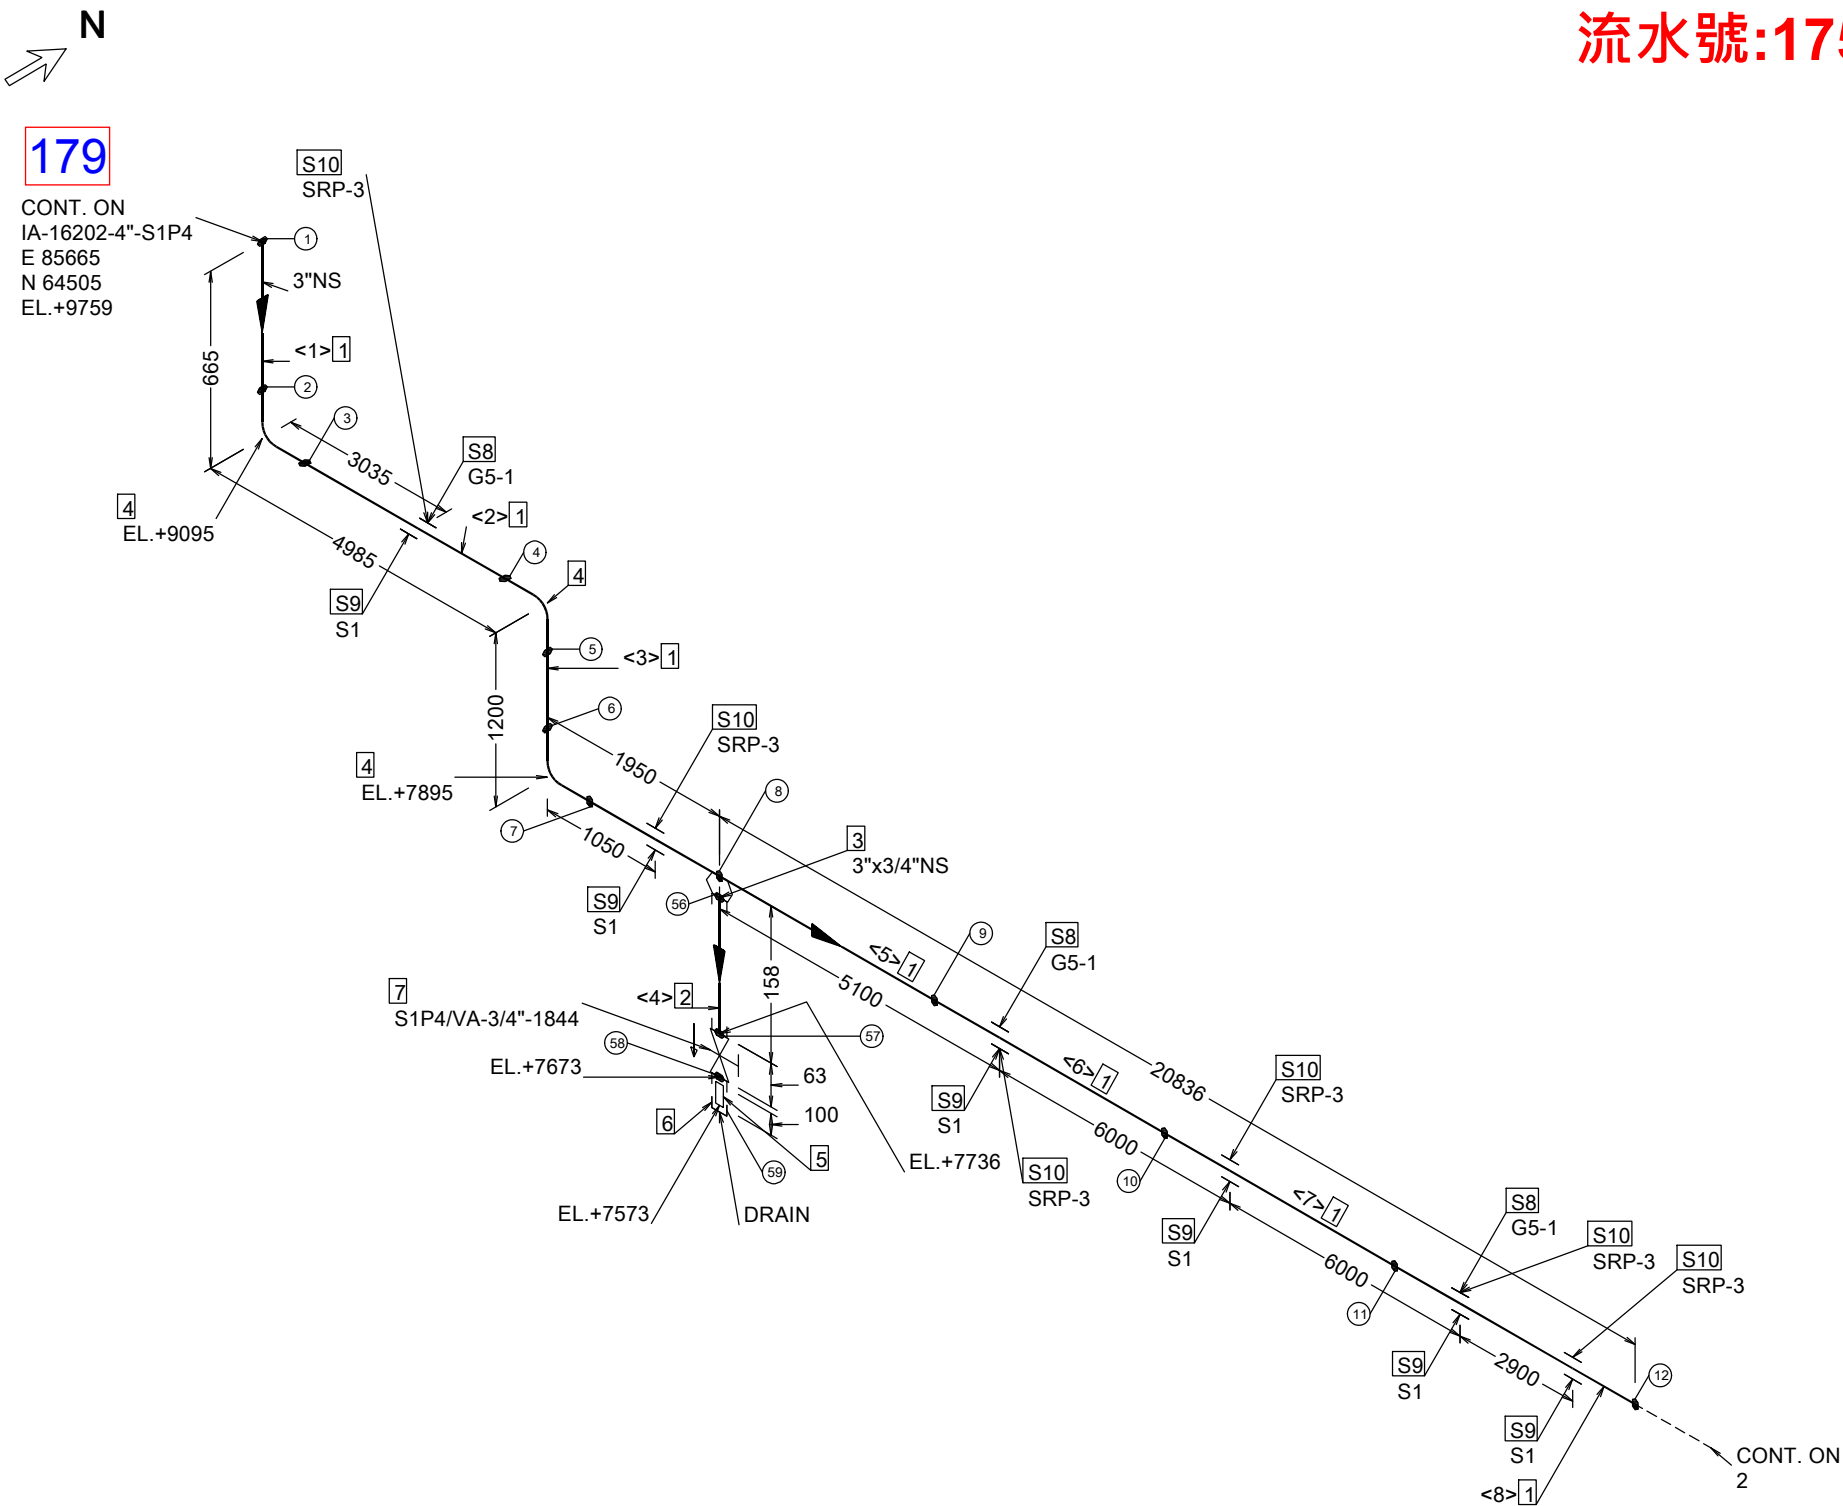 N
流水號:175
179
CONT. ON
IA-16202-4"-S1P4
E 85665
N 64505
EL.+9759
1
3"NS
<1> 1
665
2
S10
SRP-3
3
3035
S8
G5-1
<2> 1
4
EL.+9095
4985
4
4
S9
S1
5
<3> 1
1200
6
S10
SRP-3
1950
4
EL.+7895
8
7
1050
3
3"x3/4"NS
S9
S1
56
9
S8
G5-1
<5> 1
5100
158
7
S1P4/VA-3/4"-1844
<4> 2
58
57
EL.+7673
63
100
6
5
59
EL.+7736
EL.+7573
DRAIN
<6> 1
20836
S9
S1
S10
SRP-3
6000
S10
SRP-3
10
<7> 1
S9
S1
S8
G5-1
S10
SRP-3
S10
SRP-3
6000
11
S9
S1
2900
12
S9
S1
<8> 1
CONT. ON
2